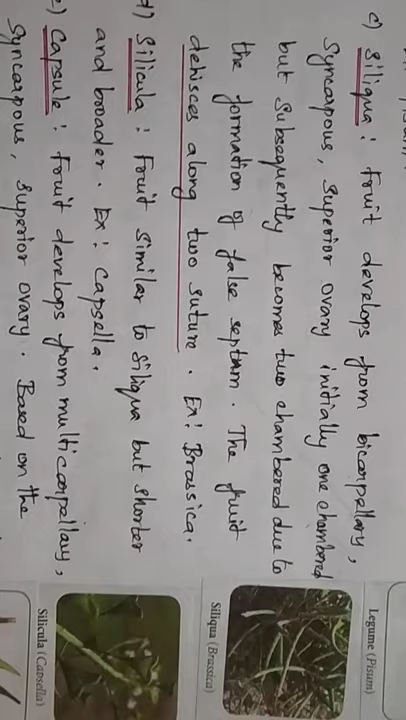 c) Siliqua : Fruit develops from bicarpellary,
Syncarpous, Superior ovary initially one chambered
but subsequently becomes two chambered due to
the formation of false septum. The fruit
dehisces along two suture. Ex: Brassica.
d) Silicula : Fruit similar to Siliqua but shorter
and broader. Ex: Capsella.
e) Capsule : Fruit develops from multicarpellary,
Syncarpous, Superior ovary. Based on the
Legume (Pisum)
Siliqua (Brassica)
Silicula (Capsella)